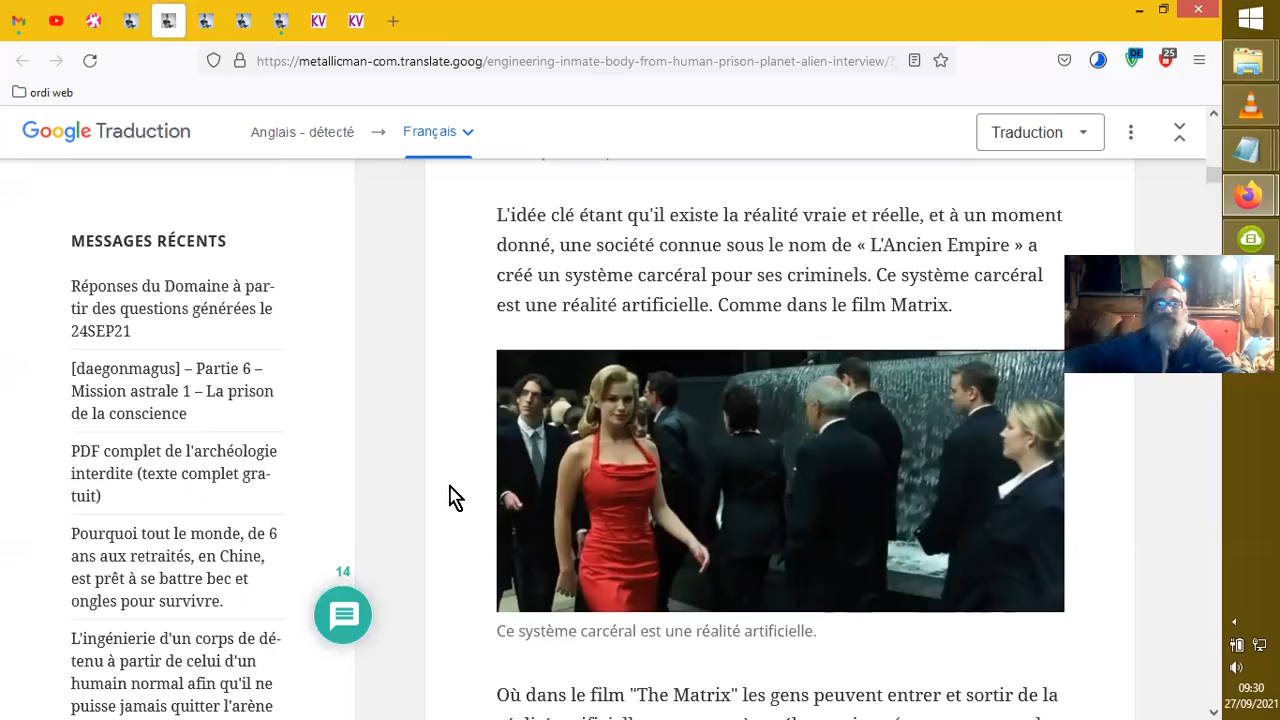 KV
KV
https://metallicman-com.translate.goog/engineering-inmate-body-from-human-prison-planet-alien-interview/?
DE
25
ordi web
Google Traduction
Anglais - détecté
Français
Traduction
MESSAGES RÉCENTS
Réponses du Domaine à par-
tir des questions générées le
24SEP21
[daegonmagus] – Partie 6 –
Mission astrale 1 – La prison
de la conscience
PDF complet de l'archéologie
interdite (texte complet gra-
tuit)
Pourquoi tout le monde, de 6
ans aux retraités, en Chine,
est prêt à se battre bec et
ongles pour survivre.
L'ingénierie d'un corps de dé-
tenu à partir de celui d'un
humain normal afin qu'il ne
puisse jamais quitter l'arène
14
L'idée clé étant qu'il existe la réalité vraie et réelle, et à un moment
donné, une société connue sous le nom de « L'Ancien Empire » a
créé un système carcéral pour ses criminels. Ce système carcéral
est une réalité artificielle. Comme dans le film Matrix.
Ce système carcéral est une réalité artificielle.
Où dans le film "The Matrix" les gens peuvent entrer et sortir de la
09:30
27/09/2021